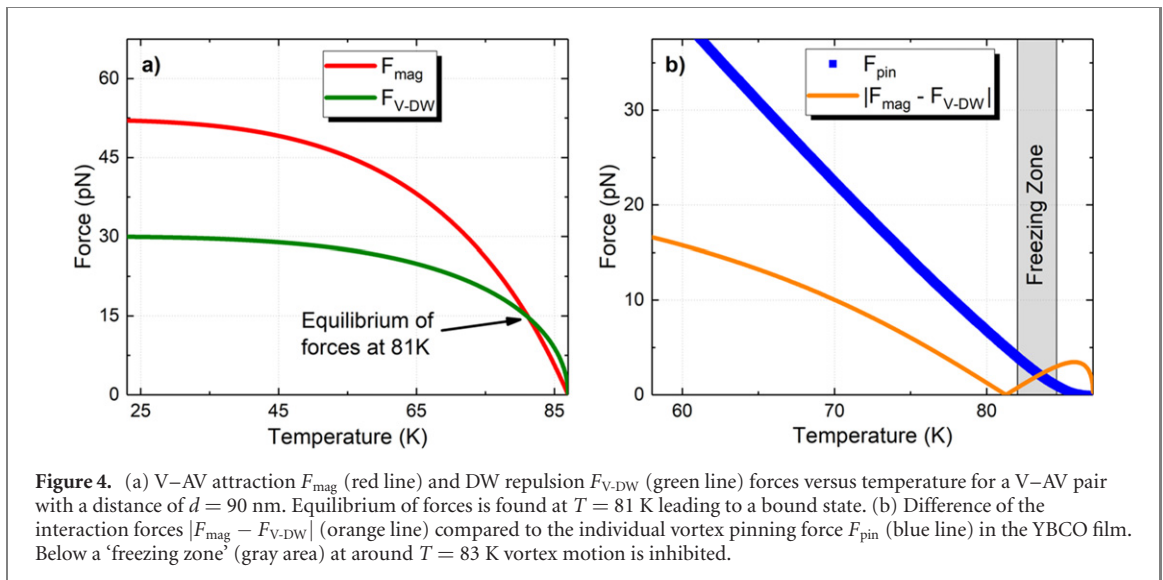 a)
F_mag
F_V-DW
Force (pN)
60
45
30
15
0
Equilibrium of
forces at 81K
25 45 65 85
Temperature (K)
b)
F_pin
|F_mag - F_V-DW|
Force (pN)
30
20
10
0
Freezing Zone
60 70 80
Temperature (K)
Figure 4. (a) V–AV attraction F_mag (red line) and DW repulsion F_V-DW (green line) forces versus temperature for a V–AV pair
with a distance of d = 90 nm. Equilibrium of forces is found at T = 81 K leading to a bound state. (b) Difference of the
interaction forces |F_mag − F_V-DW| (orange line) compared to the individual vortex pinning force F_pin (blue line) in the YBCO film.
Below a ‘freezing zone’ (gray area) at around T = 83 K vortex motion is inhibited.